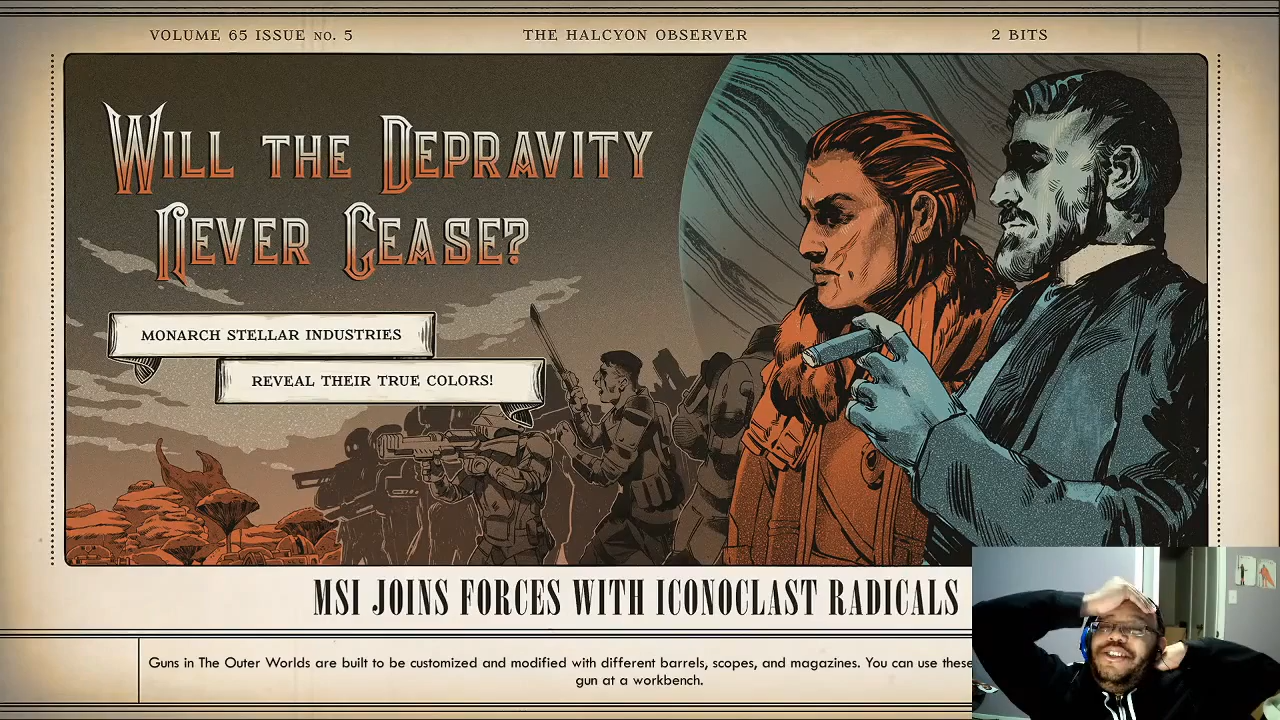 VOLUME 65 ISSUE NO. 5
THE HALCYON OBSERVER
2 BITS
WILL THE DEPRAVITY
NEVER CEASE?
MONARCH STELLAR INDUSTRIES
REVEAL THEIR TRUE COLORS!
MSI JOINS FORCES WITH ICONOCLAST RADICALS
Guns in The Outer Worlds are built to be customized and modified with different barrels, scopes, and magazines. You can use these
gun at a workbench.